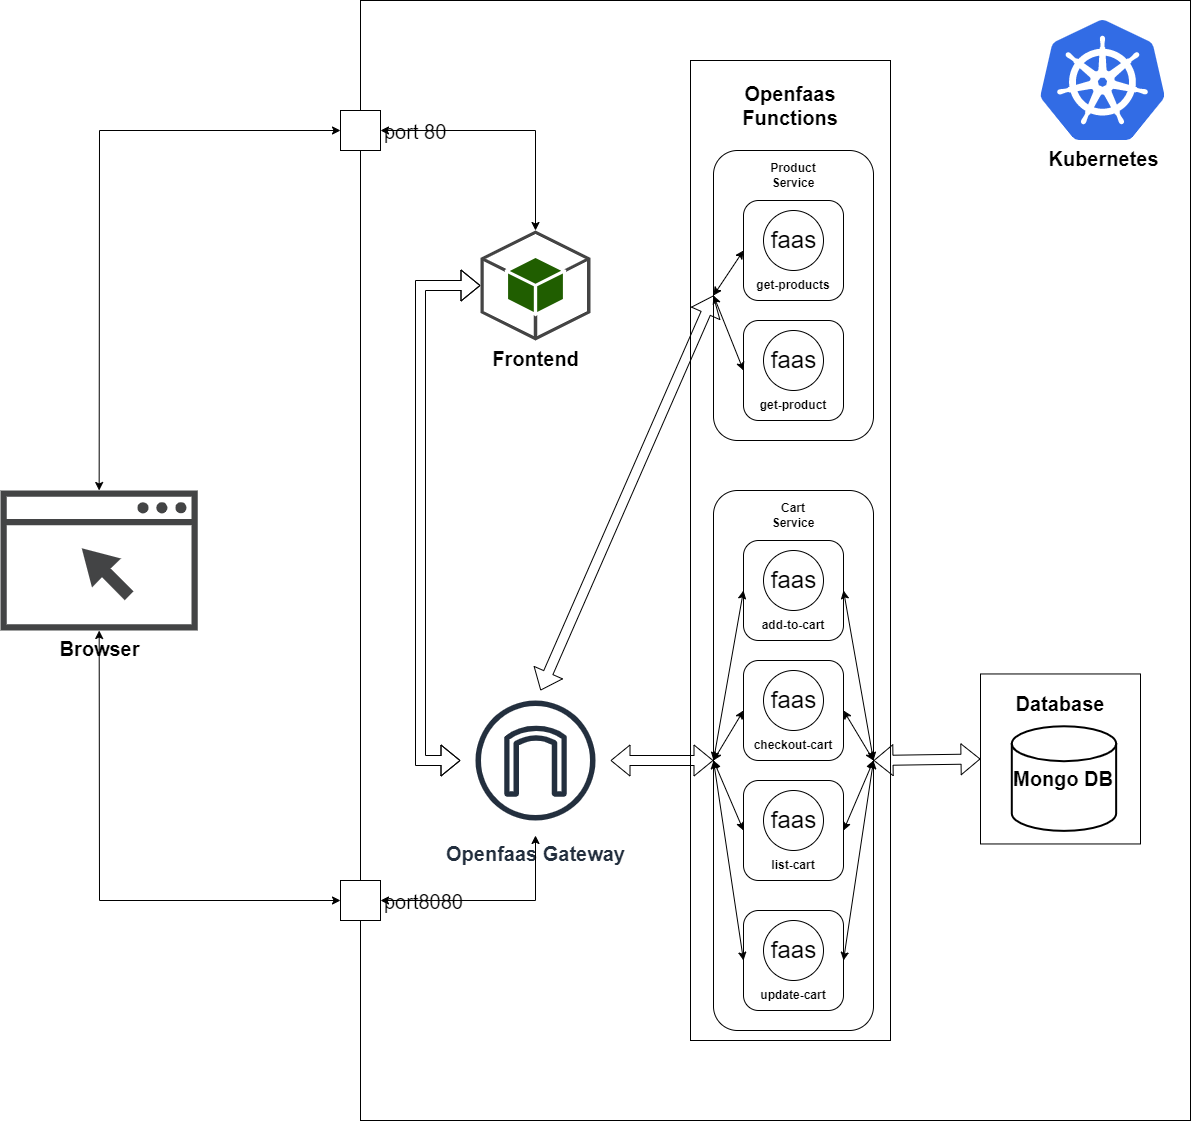 Kubernetes
port 80
Frontend
Openfaas
Functions
Product
Service
faas
get-products
faas
get-product
Browser
Openfaas Gateway
port8080
Cart
Service
faas
add-to-cart
faas
checkout-cart
faas
list-cart
faas
update-cart
Database
Mongo DB